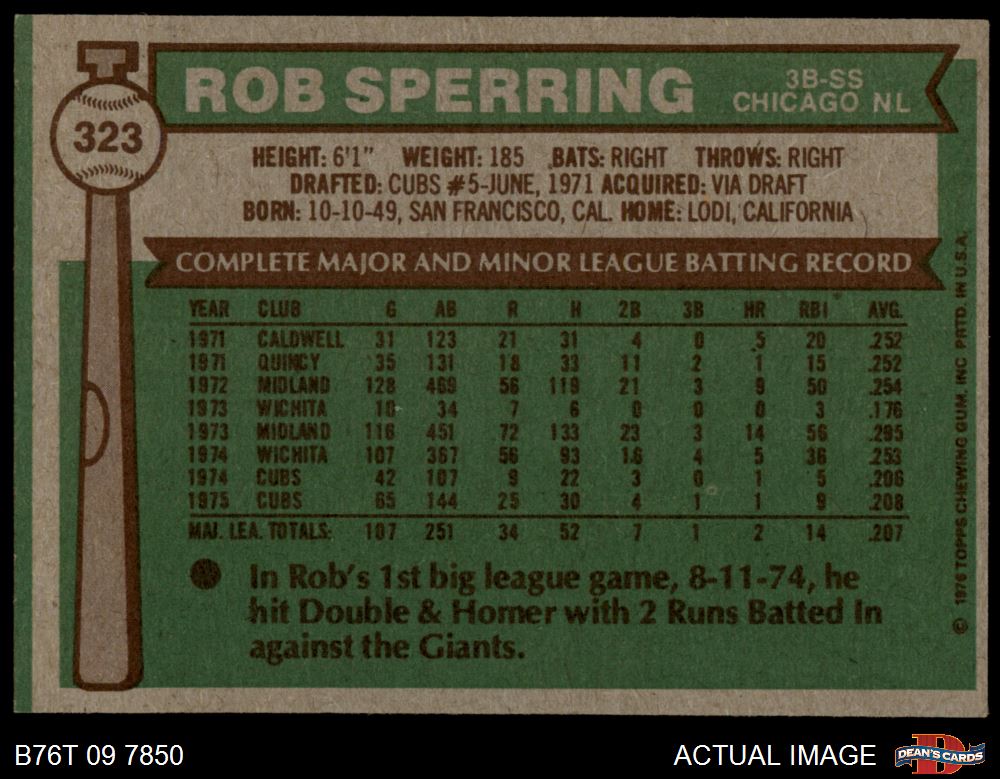 ROB SPERRING
3B-SS
CHICAGO NL
323
HEIGHT: 6'1" WEIGHT: 185 BATS: RIGHT THROWS: RIGHT
DRAFTED: CUBS #5-JUNE, 1971 ACQUIRED: VIA DRAFT
BORN: 10-10-49, SAN FRANCISCO, CAL. HOME: LODI, CALIFORNIA
COMPLETE MAJOR AND MINOR LEAGUE BATTING RECORD
YEAR CLUB G AB R H 2B 3B HR RBI AVG.
1971 CALDWELL 31 123 21 31 4 0 5 20 .252
1971 QUINCY 35 131 18 33 11 2 1 15 .252
1972 MIDLAND 128 469 56 119 21 3 9 50 .254
1973 WICHITA 10 34 7 6 0 0 0 3 .176
1973 MIDLAND 116 451 72 133 23 3 14 56 .295
1974 WICHITA 107 367 56 93 16 4 5 36 .253
1974 CUBS 42 107 9 22 3 0 1 5 .206
1975 CUBS 65 144 25 30 4 1 1 9 .208
MAJ. LEA. TOTALS: 107 251 34 52 7 1 2 14 .207
In Rob's 1st big league game, 8-11-74, he
hit Double & Homer with 2 Runs Batted In
against the Giants.
© 1976 TOPPS CHEWING GUM, INC PRTD. IN U.S.A.
B76T 09 7850
ACTUAL IMAGE
DEAN'S CARDS